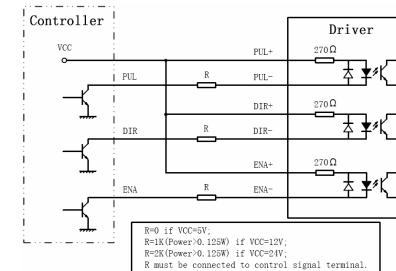 Controller
Driver
VCC
PUL+
270Ω
PUL
R
PUL-
DIR+
270Ω
DIR
R
DIR-
ENA+
270Ω
ENA
R
ENA-
R=0 if VCC=5V;
R=1K(Power>0.125W) if VCC=12V;
R=2K(Power>0.125W) if VCC=24V;
R must be connected to control signal terminal.